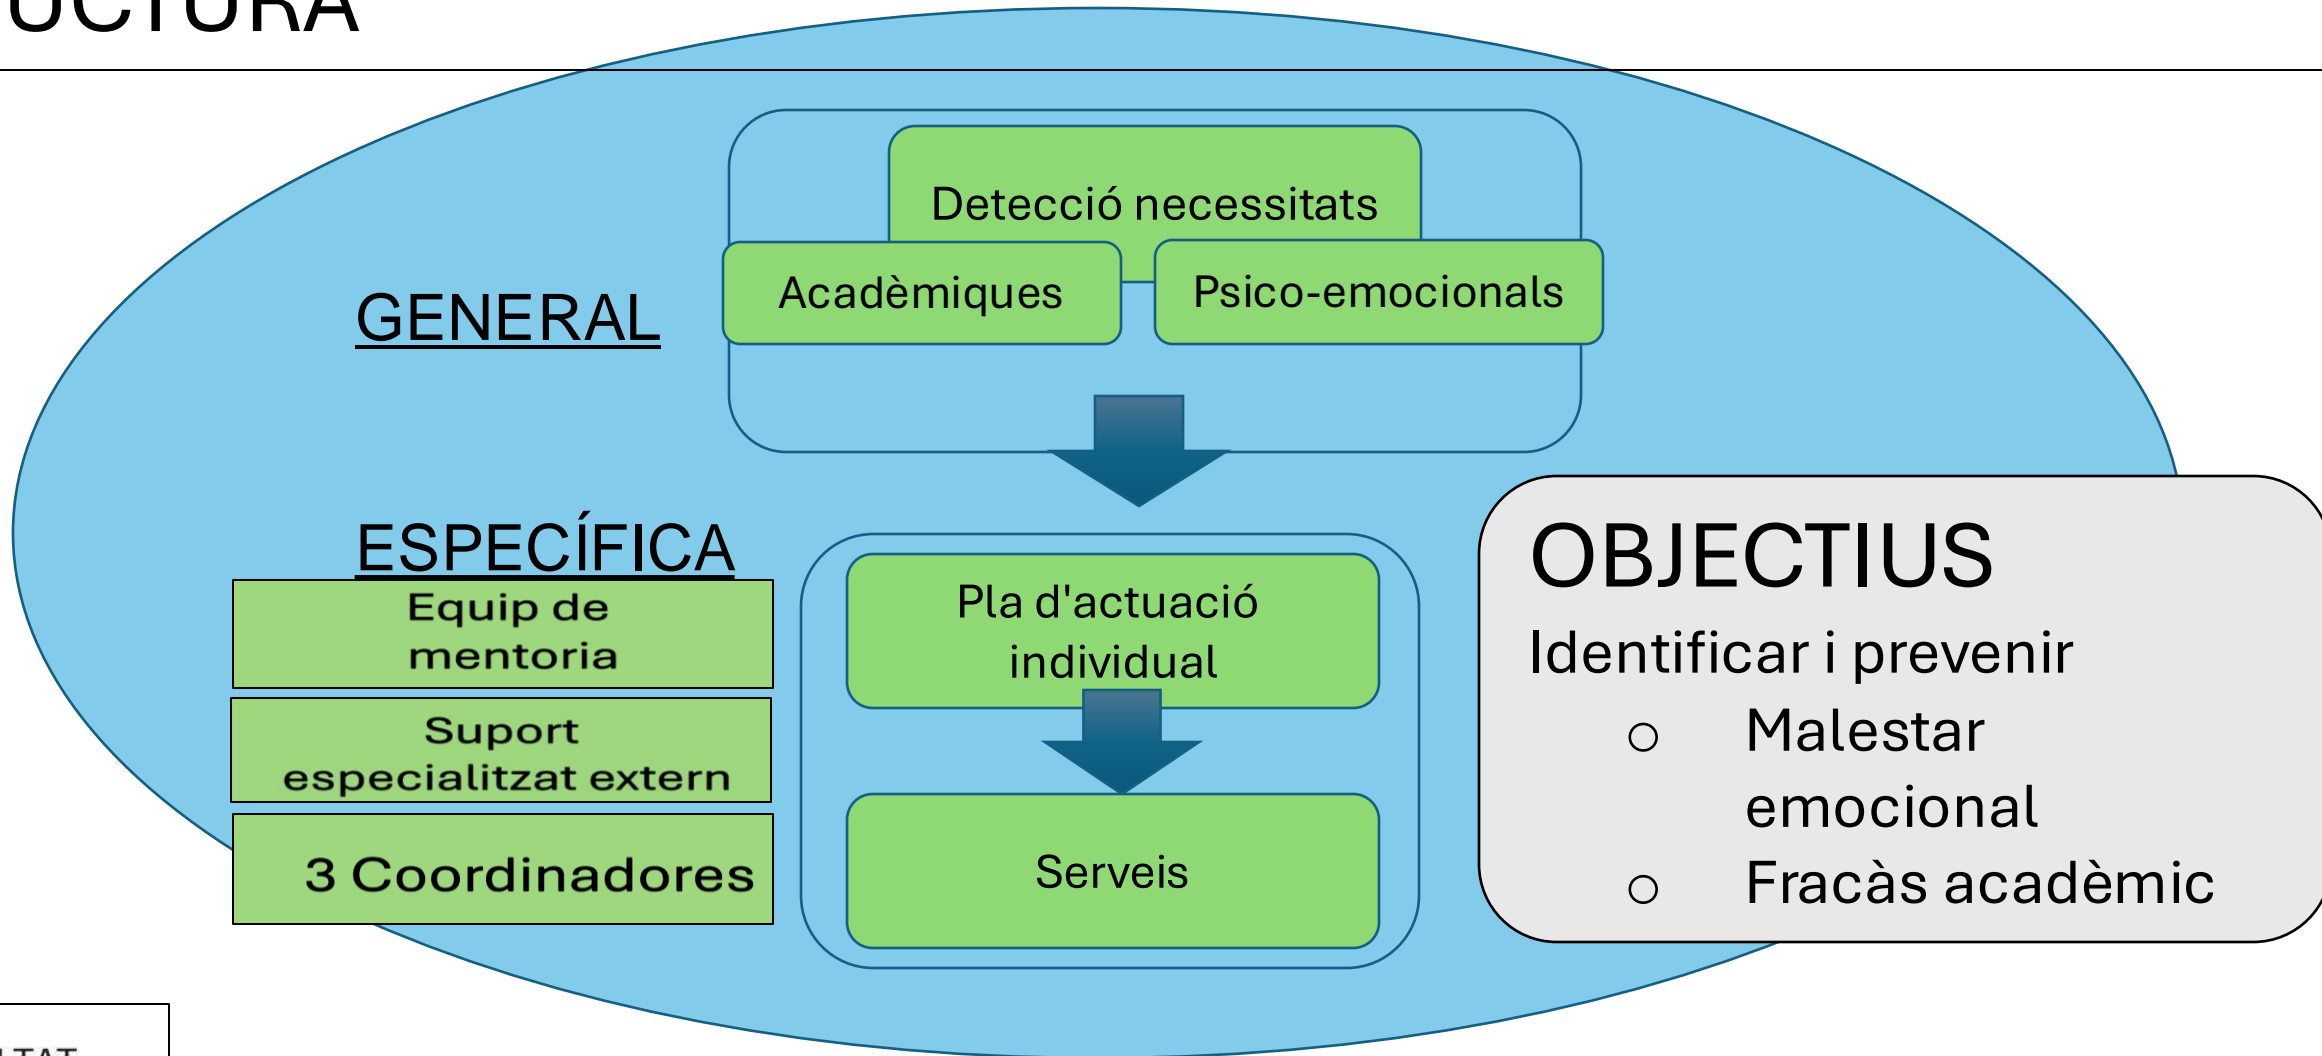 UCTURA
Detecció necessitats
Acadèmiques
Psico-emocionals
GENERAL
ESPECÍFICA
Equip de
mentoria
Suport
especialitzat extern
3 Coordinadores
Pla d'actuació
individual
Serveis
OBJECTIUS
Identificar i prevenir
○ Malestar
emocional
○ Fracàs acadèmic